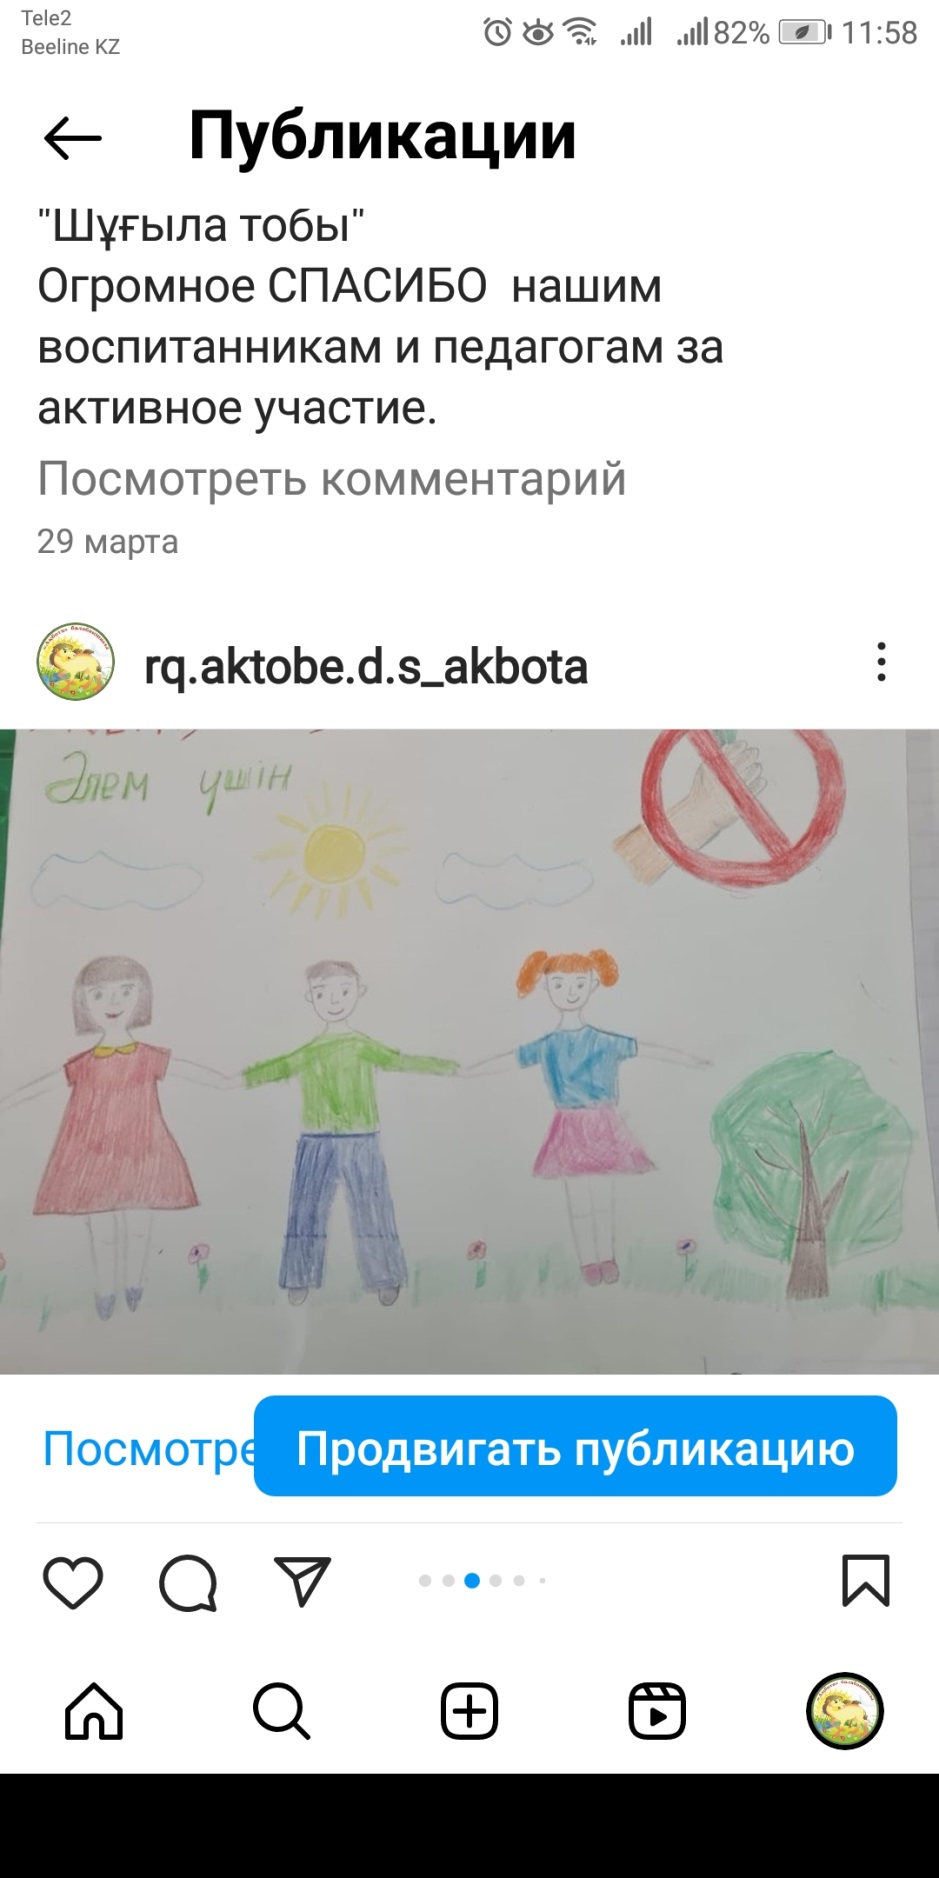 Tele2
Beeline KZ
82% 11:58
Публикации
"Шұғыла тобы"
Огромное СПАСИБО нашим
воспитанникам и педагогам за
активное участие.
Посмотреть комментарий
29 марта
rq.aktobe.d.s_akbota
Әлем үшін
Посмотре
Продвигать публикацию